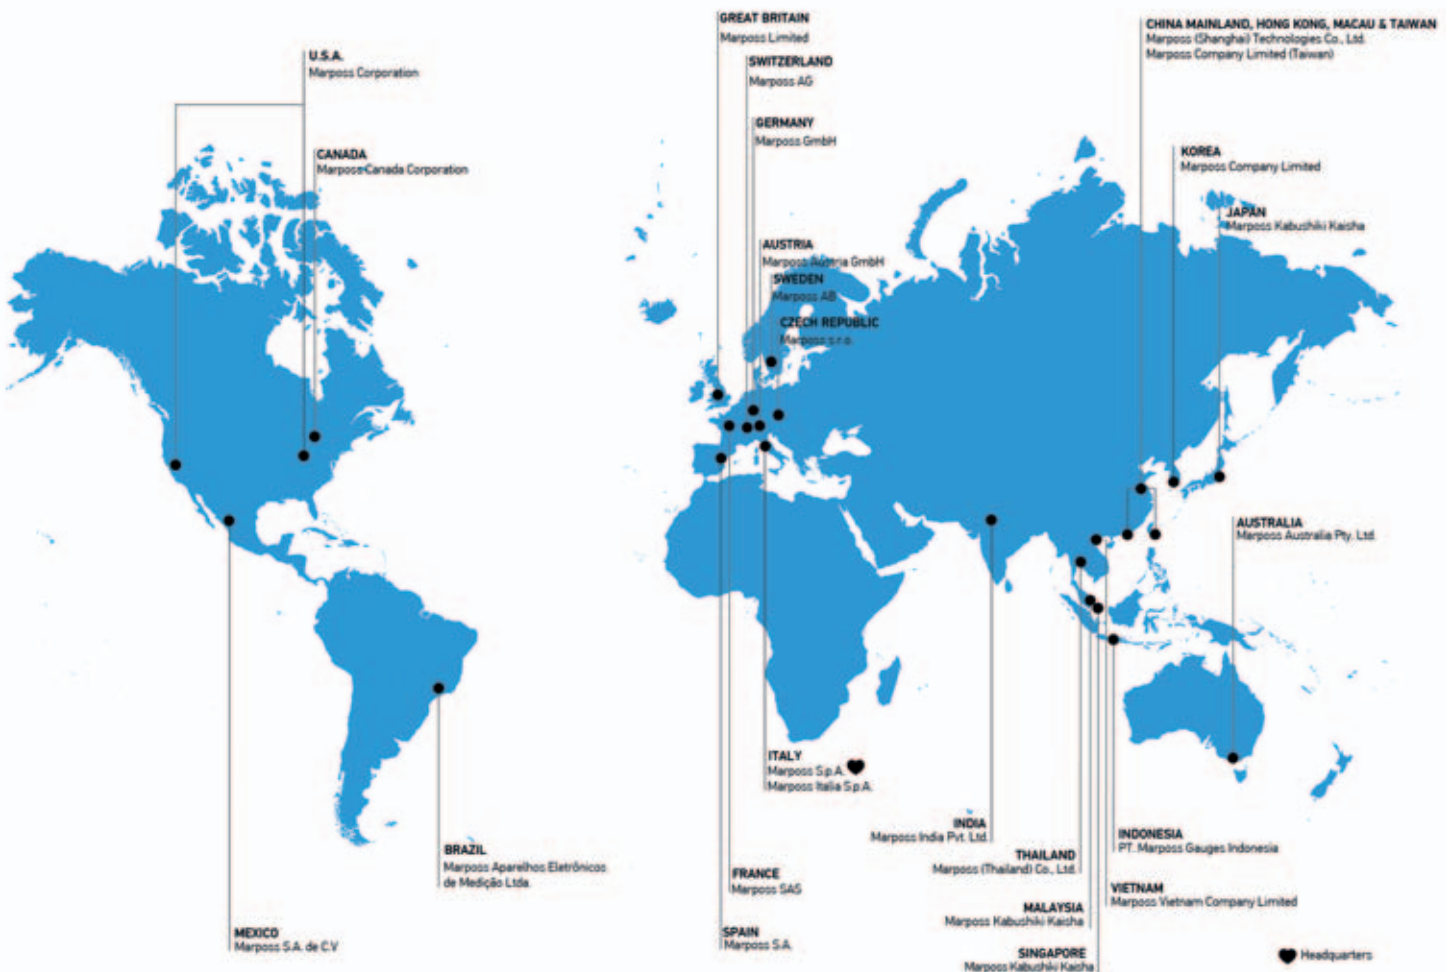 GREAT BRITAIN
Marposs Limited
CHINA MAINLAND, HONG KONG, MACAU & TAIWAN
Marposs (Shanghai) Technologies Co., Ltd.
Marposs Company Limited (Taiwan)
U.S.A.
Marposs Corporation
SWITZERLAND
Marposs AG
GERMANY
Marposs GmbH
CANADA
Marposs Canada Corporation
KOREA
Marposs Company Limited
JAPAN
Marposs Kabushiki Kaisha
AUSTRIA
Marposs Austria GmbH
SWEDEN
Marposs AB
CZECH REPUBLIC
Marposs s.r.o.
AUSTRALIA
Marposs Australia Pty. Ltd.
ITALY
Marposs S.p.A.
Marposs Italia S.p.A.
INDIA
Marposs India Pvt. Ltd.
INDONESIA
PT. Marposs Gauges Indonesia
BRAZIL
Marposs Aparelhos Eletrônicos
de Medição Ltda.
THAILAND
Marposs (Thailand) Co., Ltd.
FRANCE
Marposs SAS
VIETNAM
Marposs Vietnam Company Limited
MALAYSIA
Marposs Kabushiki Kaisha
MEXICO
Marposs S.A. de C.V
SPAIN
Marposs S.A.
SINGAPORE
Marposs Kabushiki Kaisha
Headquarters